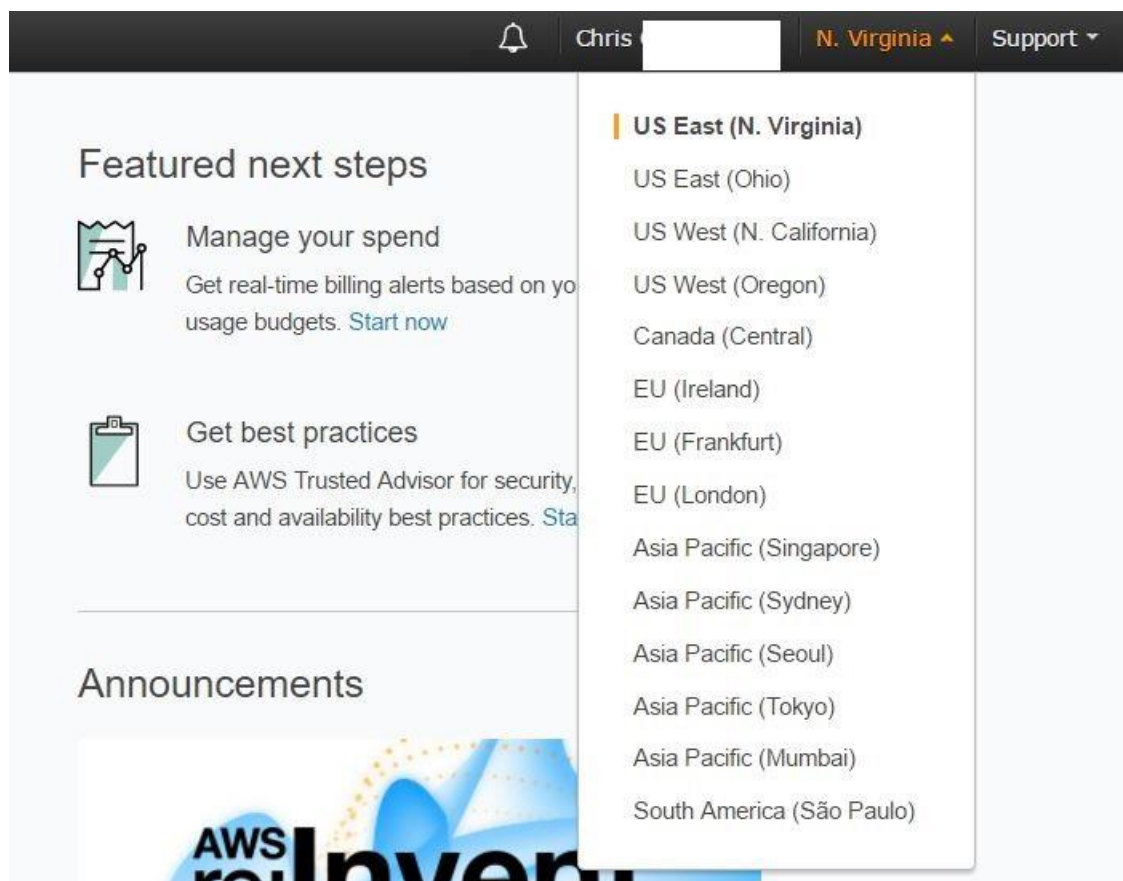 Chris
N. Virginia
Support
US East (N. Virginia)
US East (Ohio)
US West (N. California)
US West (Oregon)
Canada (Central)
EU (Ireland)
EU (Frankfurt)
EU (London)
Asia Pacific (Singapore)
Asia Pacific (Sydney)
Asia Pacific (Seoul)
Asia Pacific (Tokyo)
Asia Pacific (Mumbai)
South America (São Paulo)
Featured next steps
Manage your spend
Get real-time billing alerts based on yo
usage budgets. Start now
Get best practices
Use AWS Trusted Advisor for security,
cost and availability best practices. Sta
Announcements
AWS
re:Invent